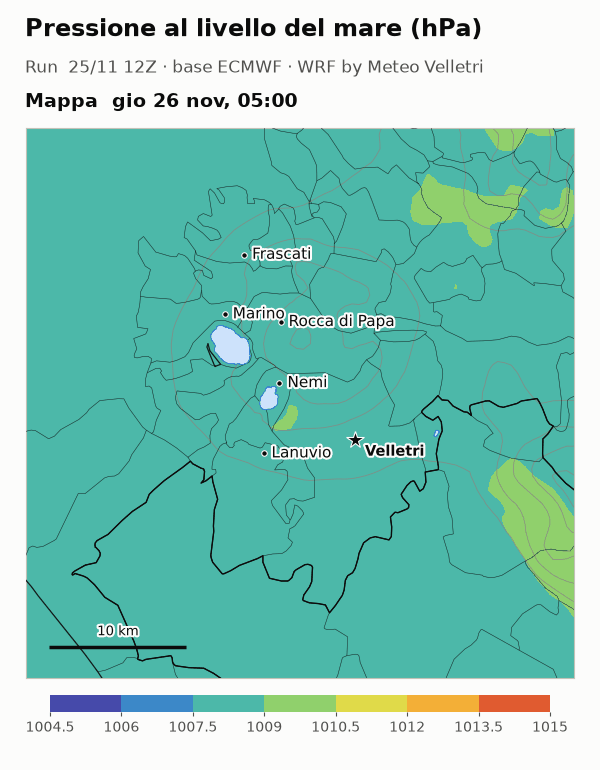 Pressione al livello del mare (hPa)
Run  25/11 12Z · base ECMWF · WRF by Meteo Velletri
Mappa  gio 26 nov, 05:00
Frascati
Marino
Rocca di Papa
Nemi
Velletri
Lanuvio
10 km
1004.5 1006 1007.5 1009 1010.5 1012 1013.5 1015